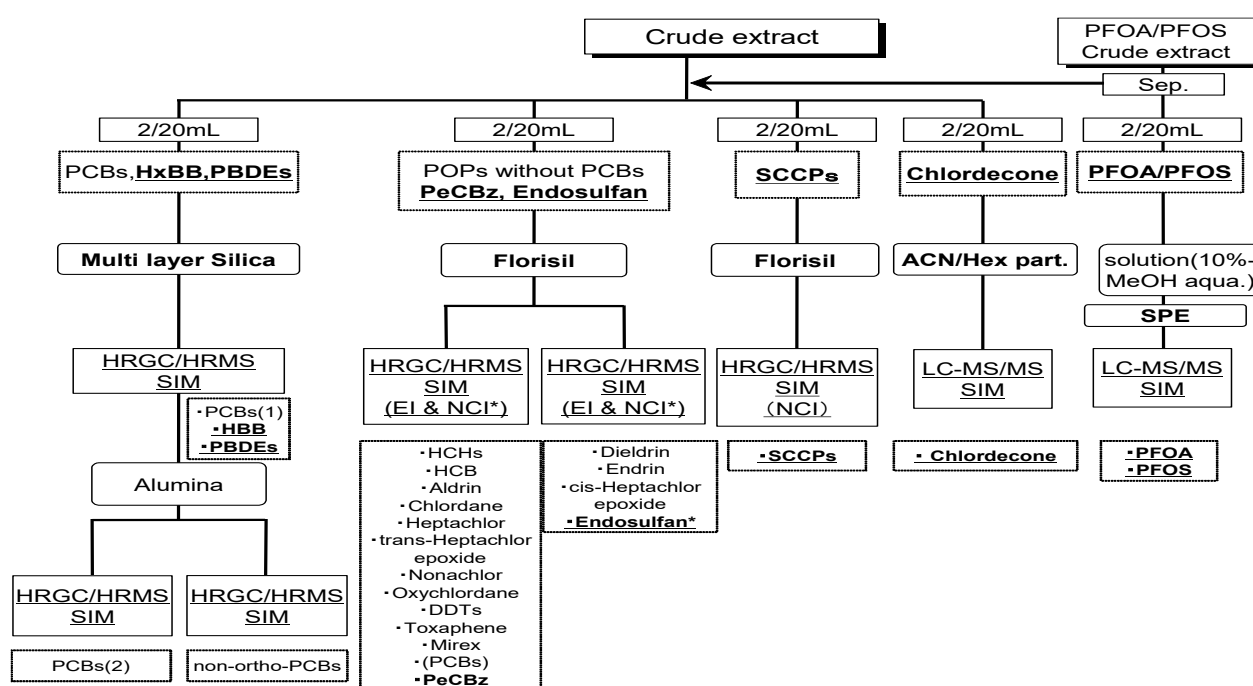 Crude extract
PFOA/PFOS
Crude extract
Sep.
2/20mL
2/20mL
2/20mL
2/20mL
2/20mL
PCBs,HxBB,PBDEs
POPs without PCBs
PeCBz, Endosulfan
SCCPs
Chlordecone
PFOA/PFOS
Multi layer Silica
Florisil
Florisil
ACN/Hex part.
solution(10%-
MeOH aqua.)
SPE
HRGC/HRMS
SIM
HRGC/HRMS
SIM
(EI & NCI*)
HRGC/HRMS
SIM
(EI & NCI*)
HRGC/HRMS
SIM
（NCI）
LC-MS/MS
SIM
LC-MS/MS
SIM
・PCBs(1)
・HBB
・PBDEs
Alumina
HRGC/HRMS
SIM
HRGC/HRMS
SIM
PCBs(2)
non-ortho-PCBs
・HCHs
・HCB
・Aldrin
・Chlordane
・Heptachlor
・trans-Heptachlor
epoxide
・Nonachlor
・Oxychlordane
・DDTs
・Toxaphene
・Mirex
・(PCBs)
・PeCBz
・Dieldrin
・Endrin
・cis-Heptachlor
epoxide
・Endosulfan*
・SCCPs
・Chlordecone
・PFOA
・PFOS